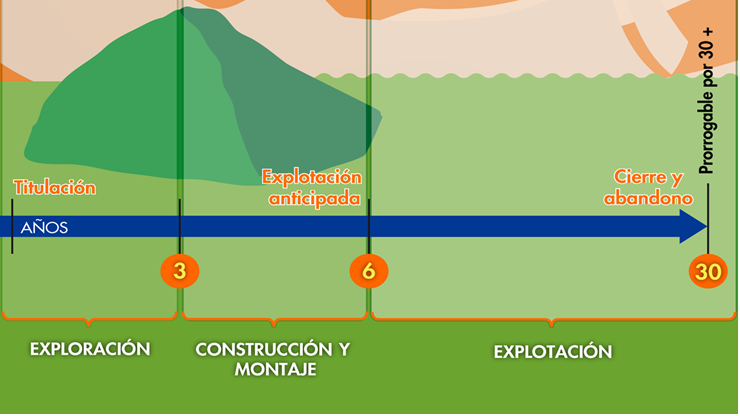 Prorrogable por 30 +
Titulación
Explotación
anticipada
Cierre y
abandono
AÑOS
3
6
30
EXPLORACIÓN
CONSTRUCCIÓN Y
MONTAJE
EXPLOTACIÓN